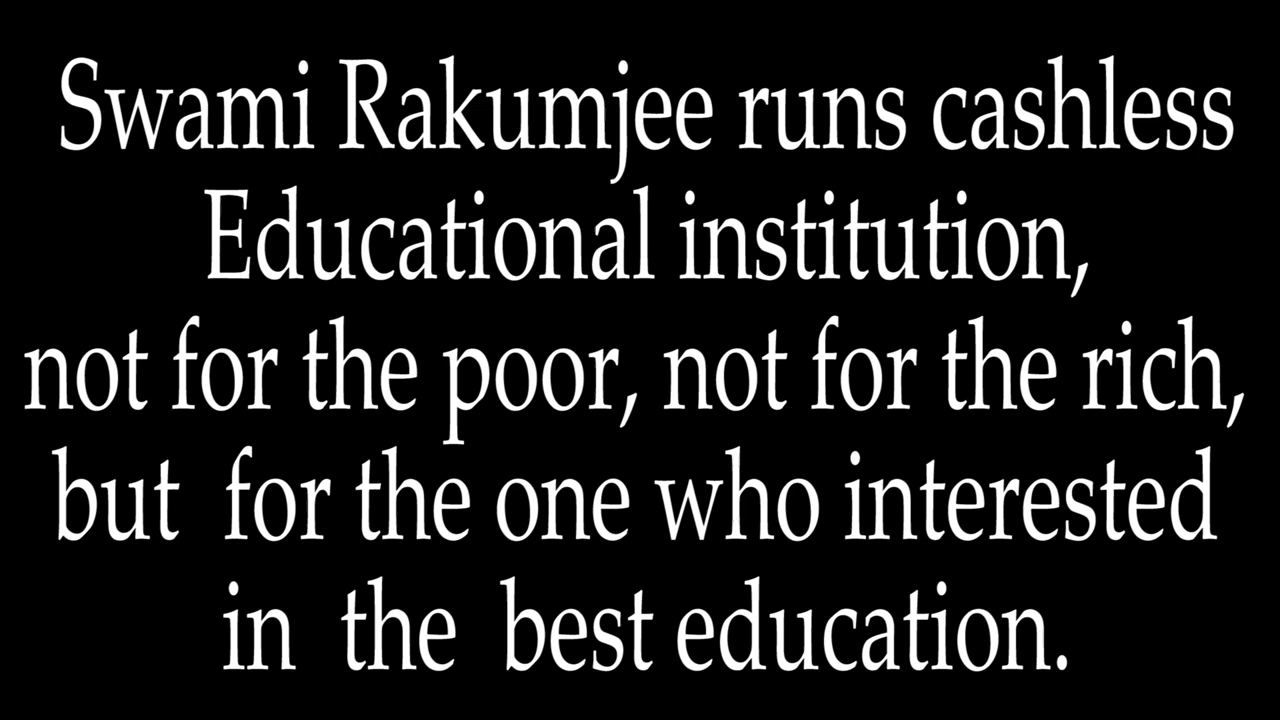 Swami Rakumjee runs cashless
Educational institution,
not for the poor, not for the rich,
but for the one who interested
in the best education.